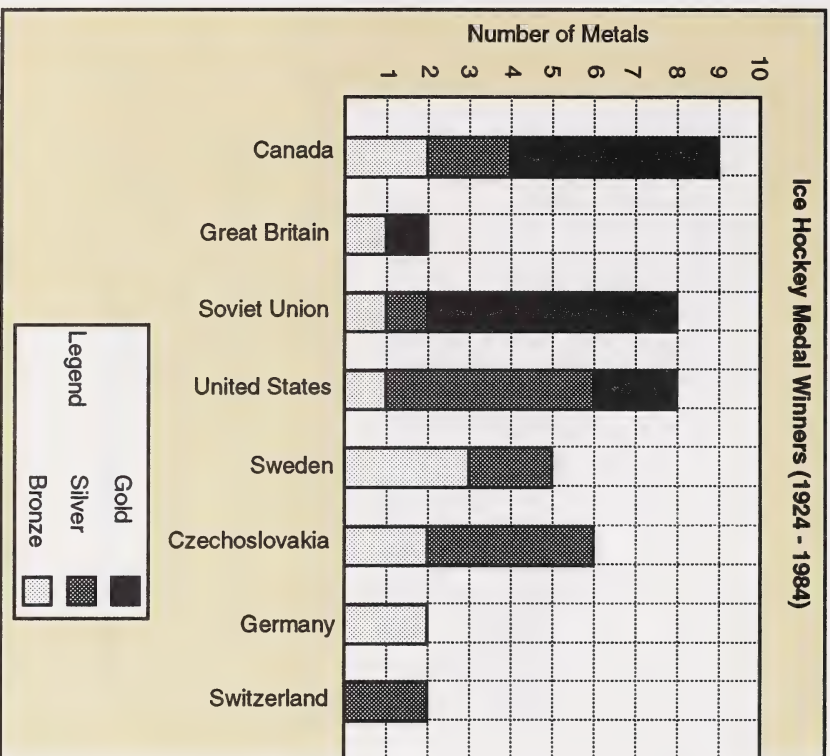 Ice Hockey Medal Winners (1924 - 1984)
Number of Metals
10
9
8
7
6
5
4
3
2
1
Canada
Great Britain
Soviet Union
United States
Sweden
Czechoslovakia
Germany
Switzerland
Legend
Gold
Silver
Bronze